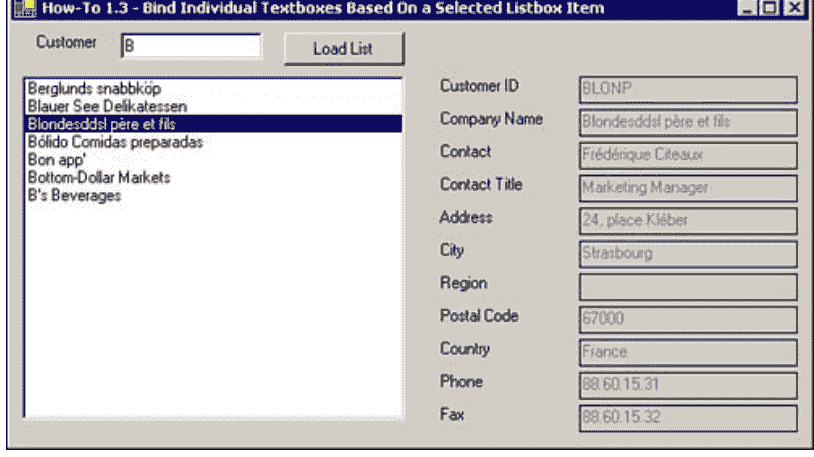 How-To 1.3 - Bind Individual Textboxes Based On a Selected Listbox Item
Customer B Load List
Berglunds snabbköp
Blauer See Delikatessen
Blondesddsl père et fils
Bólido Comidas preparadas
Bon app'
Bottom-Dollar Markets
B's Beverages
Customer ID BLONP
Company Name Blondesddsl père et fils
Contact Frédérique Citeaux
Contact Title Marketing Manager
Address 24, place Kléber
City Strasbourg
Region
Postal Code 67000
Country France
Phone 88.60.15.31
Fax 88.60.15.32